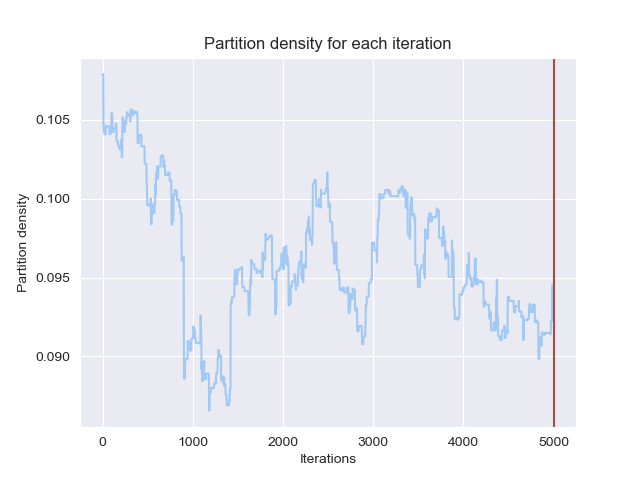 Partition density for each iteration
Partition density
0.105
0.100
0.095
0.090
0 1000 2000 3000 4000 5000
Iterations